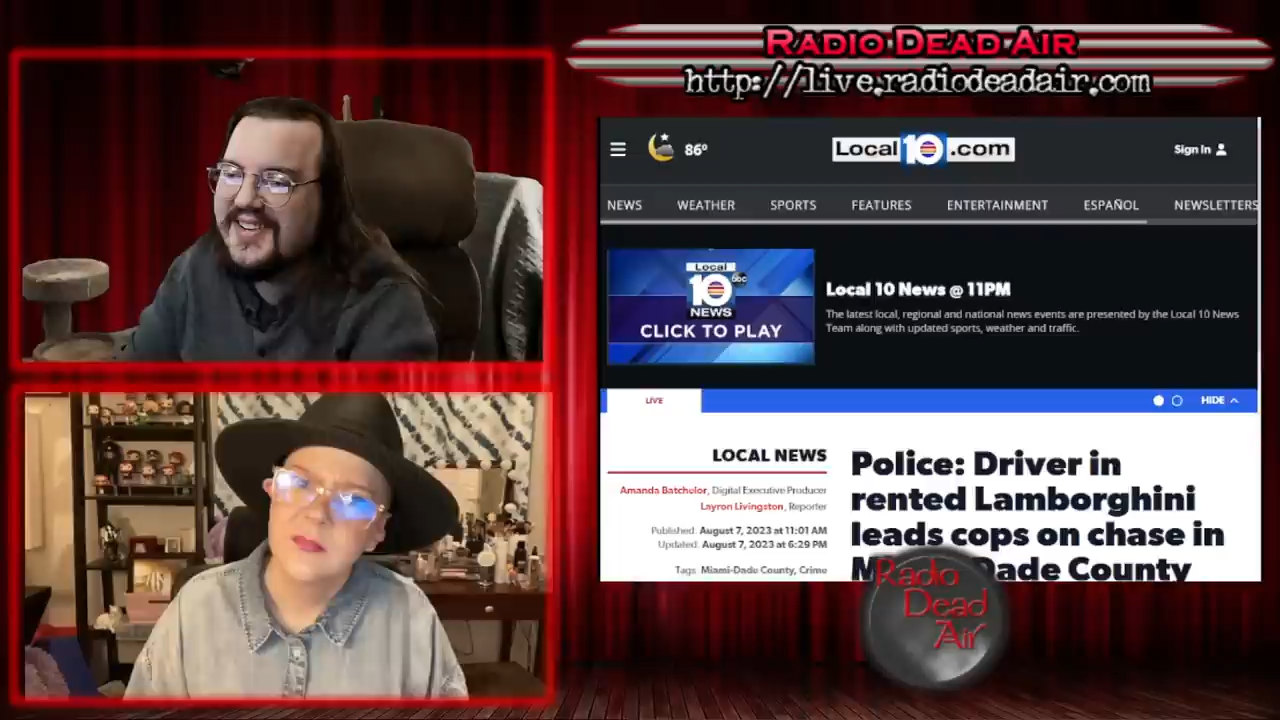 RADIO DEAD AIR
http://live.radiodeadair.com
86°
Local 10 .com
Sign In
NEWS WEATHER SPORTS FEATURES ENTERTAINMENT ESPAÑOL NEWSLETTERS
Local
10
abc
NEWS
CLICK TO PLAY
Local 10 News @ 11PM
The latest local, regional and national news events are presented by the Local 10 News
Team along with updated sports, weather and traffic.
LIVE
HIDE
LOCAL NEWS
Amanda Batchelor, Digital Executive Producer
Layron Livingston, Reporter
Published: August 7, 2023 at 11:01 AM
Updated: August 7, 2023 at 6:29 PM
Tags: Miami-Dade County, Crime
Police: Driver in
rented Lamborghini
leads cops on chase in
M Dade County
Radio
Dead
Air